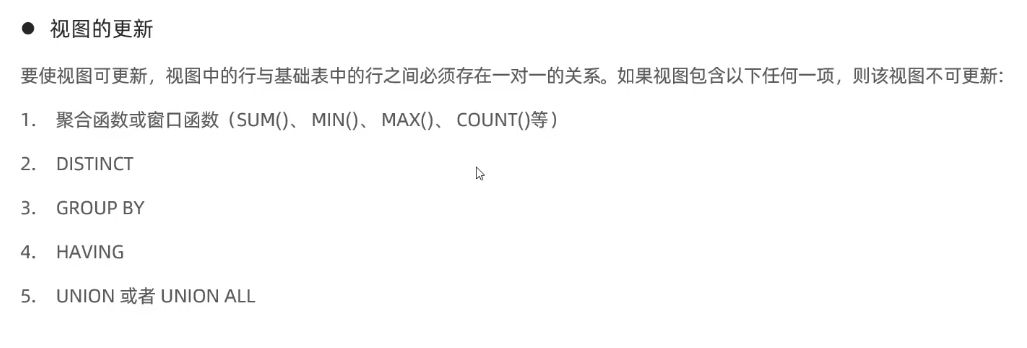 ● 视图的更新
要使视图可更新，视图中的行与基础表中的行之间必须存在一对一的关系。如果视图包含以下任何一项，则该视图不可更新：
1. 聚合函数或窗口函数（SUM()、 MIN()、 MAX()、 COUNT()等）
2. DISTINCT
3. GROUP BY
4. HAVING
5. UNION 或者 UNION ALL